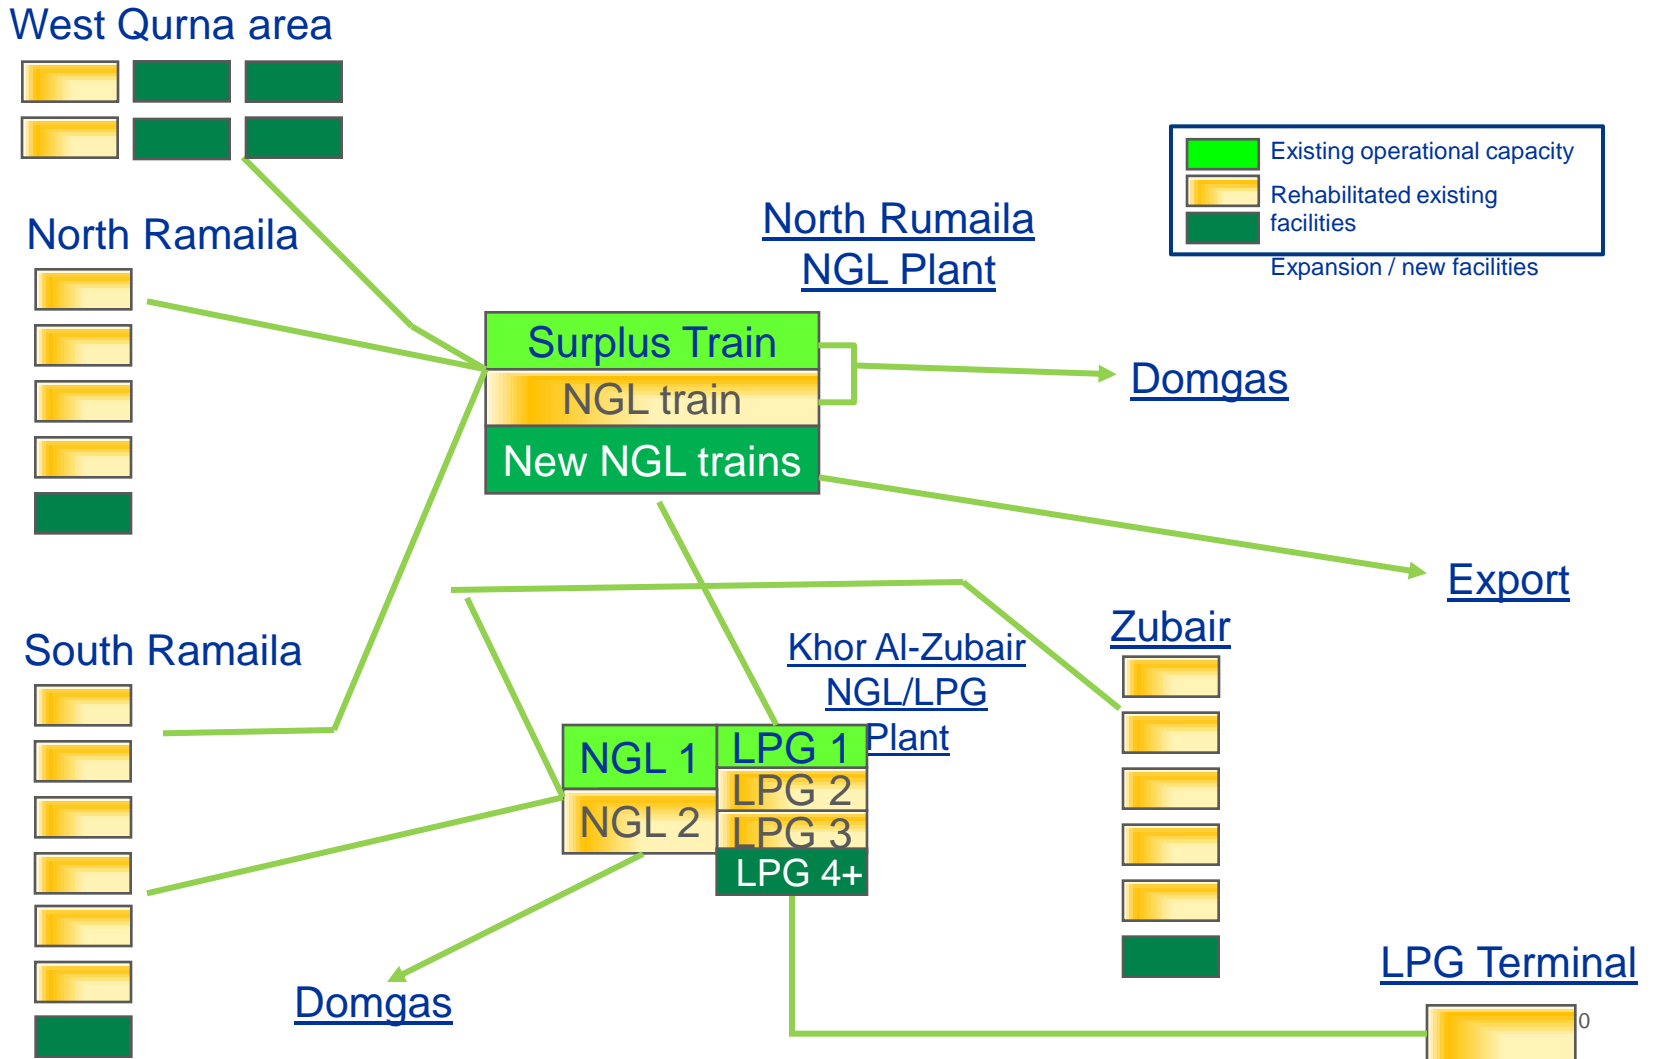 West Qurna area
Existing operational capacity
Rehabilitated existing
facilities
Expansion / new facilities
North Ramaila
North Rumaila
NGL Plant
Surplus Train
NGL train
New NGL trains
Domgas
Export
South Ramaila
Khor Al-Zubair
NGL/LPG
Plant
Zubair
NGL 1
LPG 1
LPG 2
NGL 2
LPG 3
LPG 4+
Domgas
LPG Terminal
0